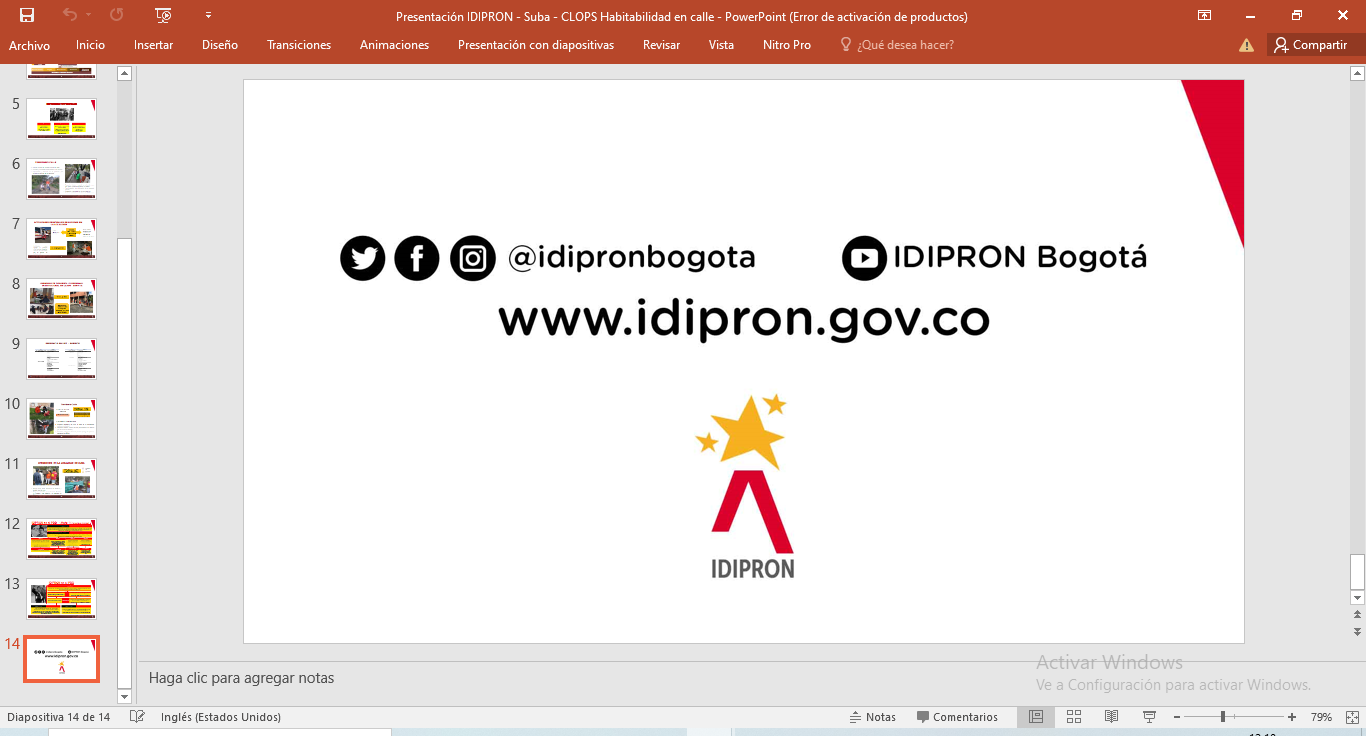 Presentación IDIPRON - Suba - CLOPS Habitabilidad en calle - PowerPoint (Error de activación de productos)
Archivo Inicio Insertar Diseño Transiciones Animaciones Presentación con diapositivas Revisar Vista Nitro Pro ¿Qué desea hacer? Compartir
5
6
7
8
9
10
11
12
13
14
@idipronbogota IDIPRON Bogotá
www.idipron.gov.co
IDIPRON
Haga clic para agregar notas
Activar Windows
Ve a Configuración para activar Windows.
Diapositiva 14 de 14 Inglés (Estados Unidos) Notas Comentarios 79%